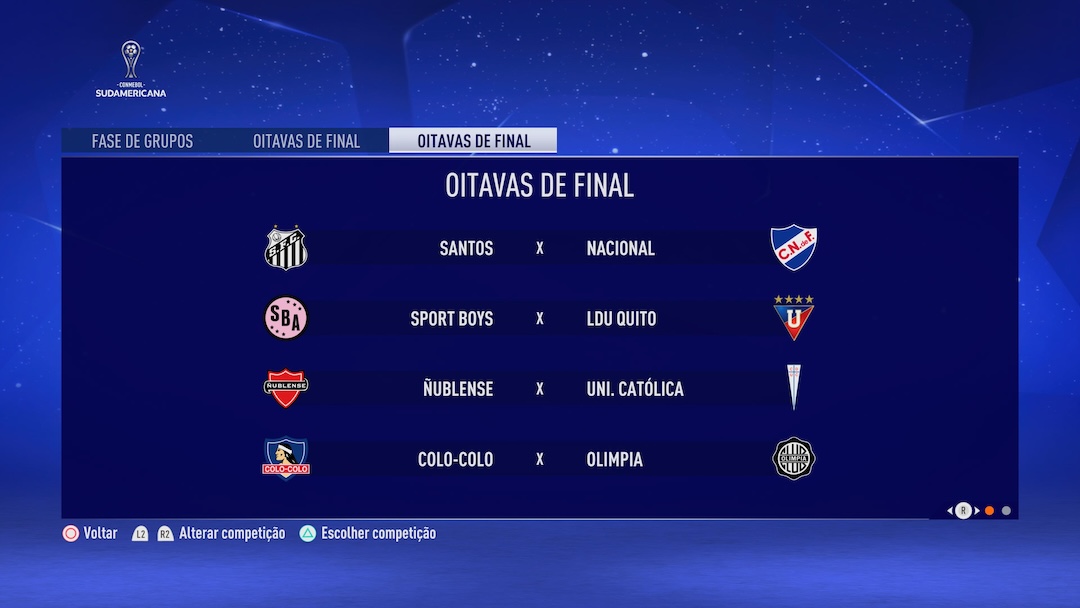 CONMEBOL
SUDAMERICANA
FASE DE GRUPOS OITAVAS DE FINAL OITAVAS DE FINAL
OITAVAS DE FINAL
S.F.C. SANTOS X NACIONAL C.N.de F.
SBA SPORT BOYS X LDU QUITO U
ÑUBLENSE ÑUBLENSE X UNI. CATÓLICA
COLO-COLO COLO-COLO X OLIMPIA CLUB OLIMPIA
R
Voltar L2 R2 Alterar competição Escolher competição